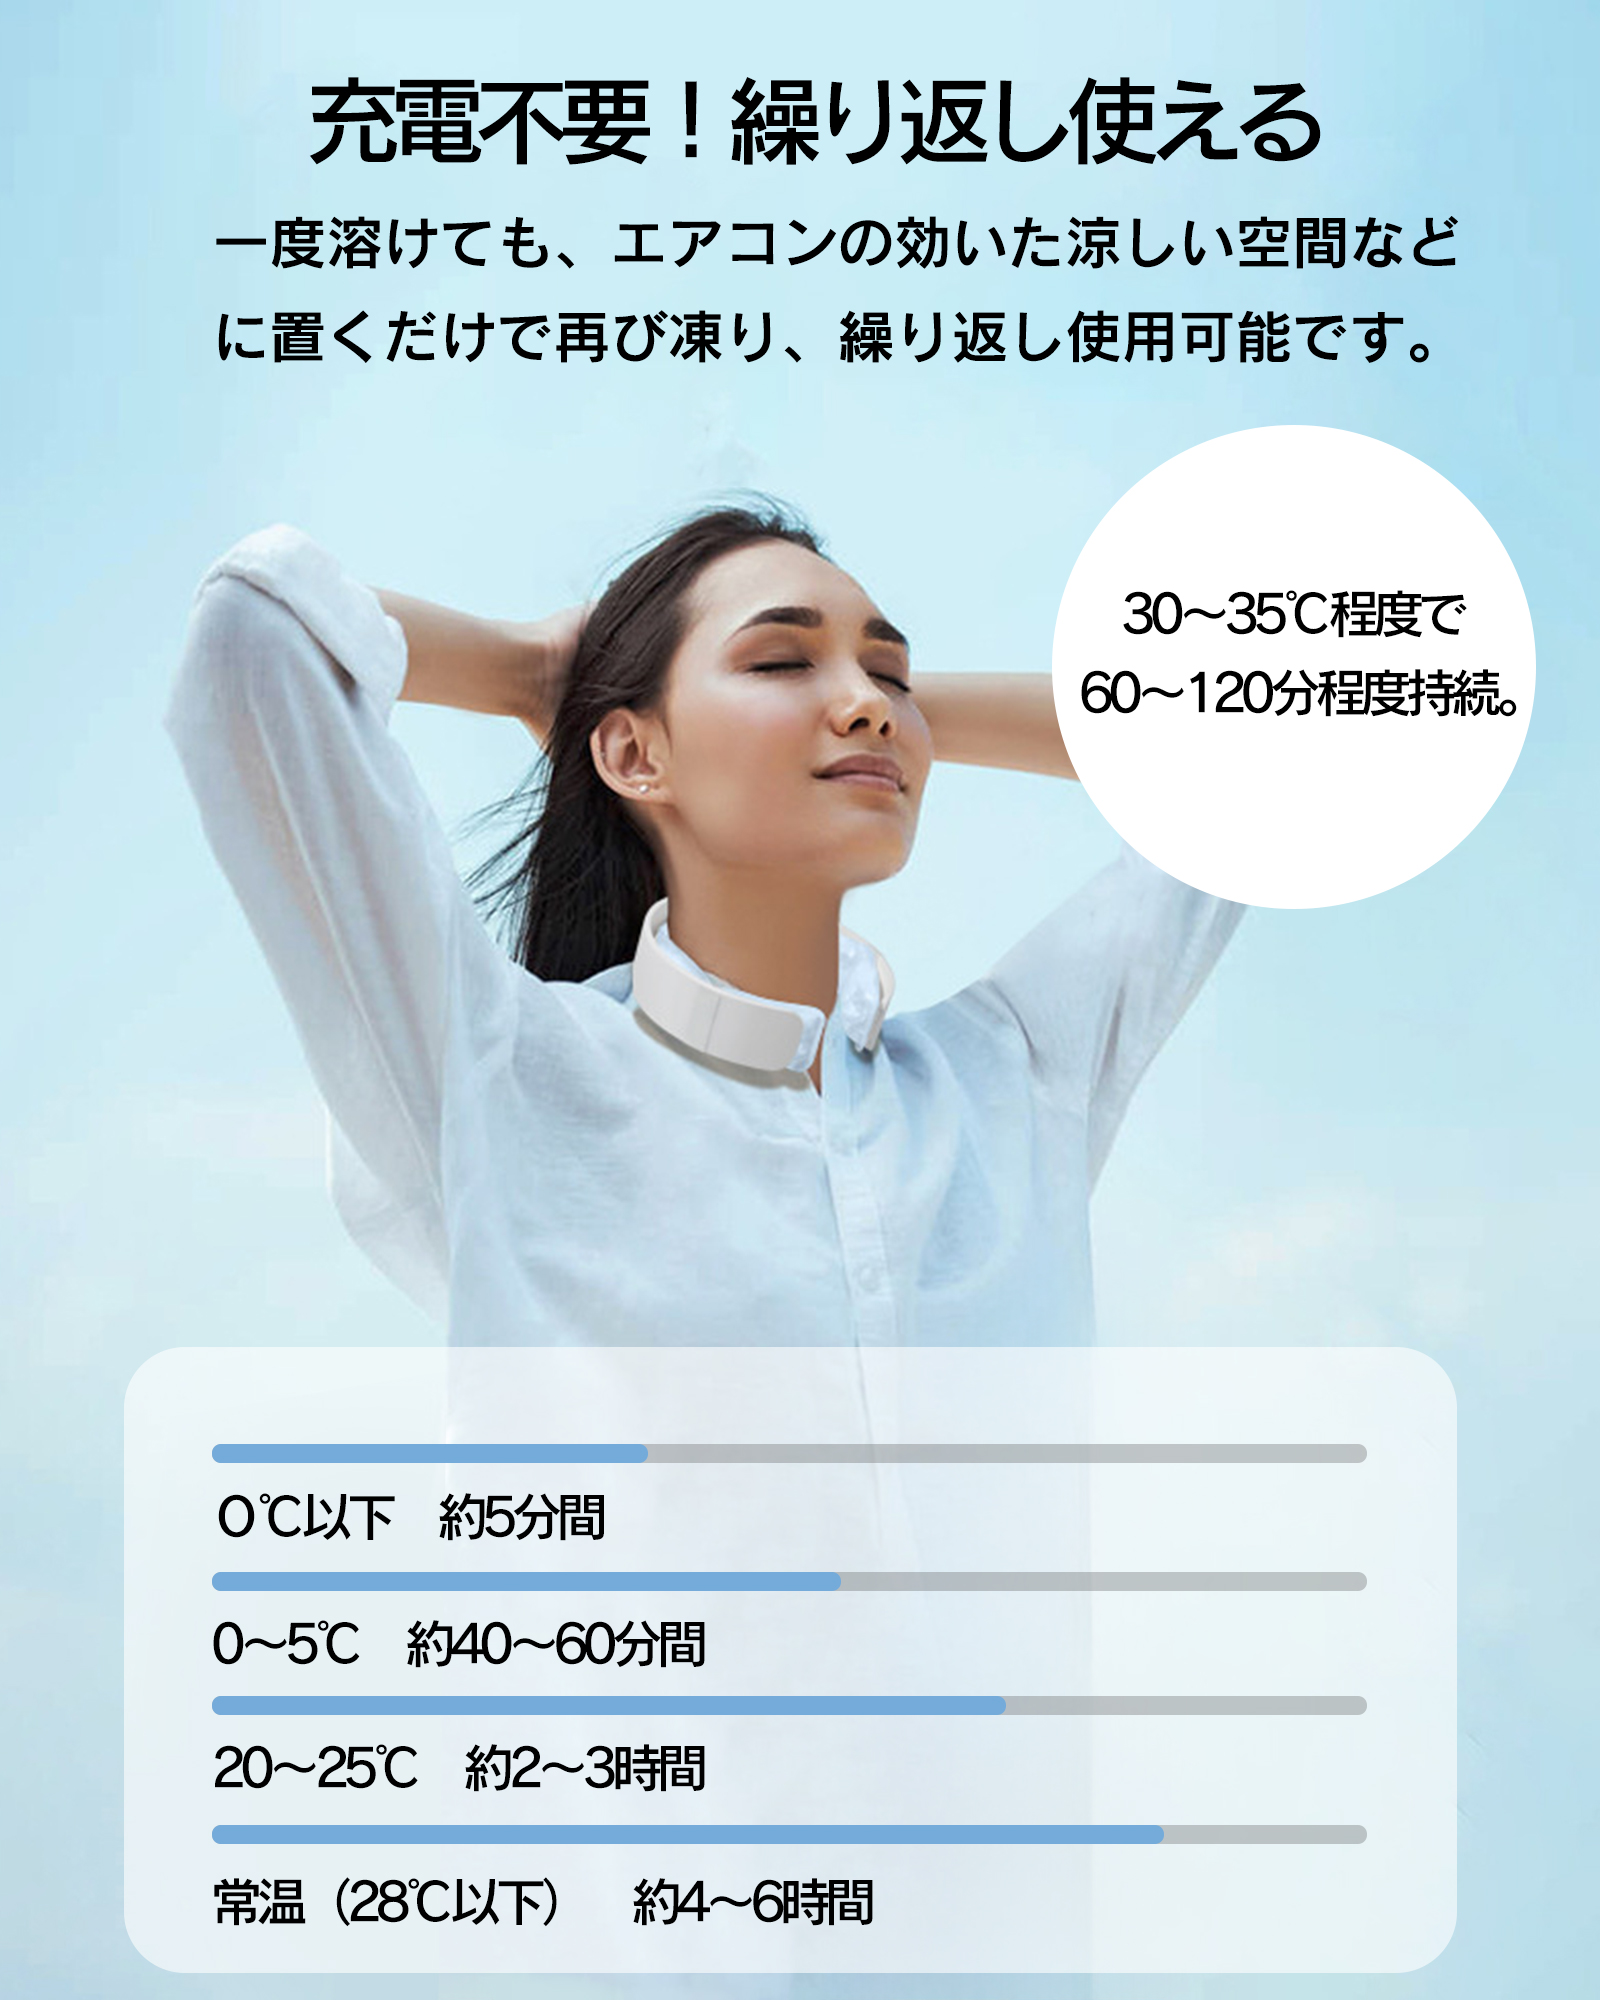 充電不要！繰り返し使える
一度溶けても、エアコンの効いた涼しい空間など
に置くだけで再び凍り、繰り返し使用可能です。
30～35℃程度で
60～120分程度持続。
０℃以下　約5分間
0～5℃　約40～60分間
20～25℃　約2～3時間
常温（28℃以下）　約4～6時間